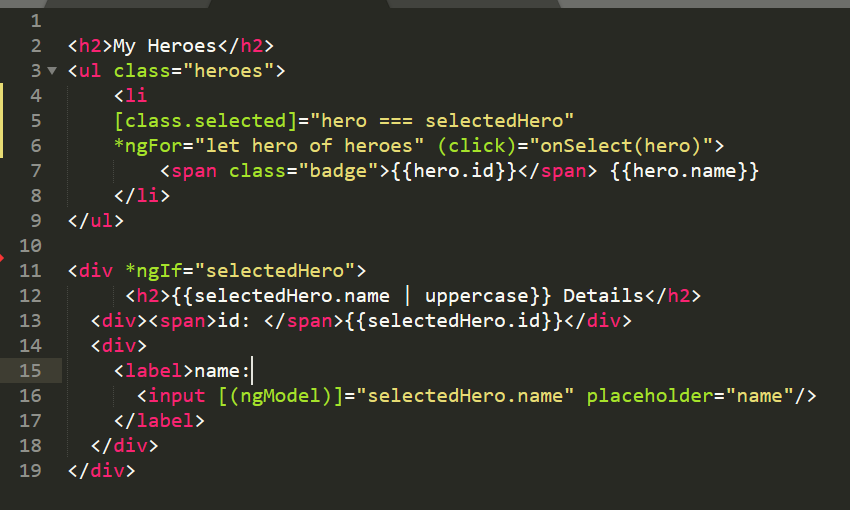 1
2 <h2>My Heroes</h2>
3 <ul class="heroes">
4 <li
5 [class.selected]="hero === selectedHero"
6 *ngFor="let hero of heroes" (click)="onSelect(hero)">
7 <span class="badge">{{hero.id}}</span> {{hero.name}}
8 </li>
9 </ul>
10
11 <div *ngIf="selectedHero">
12 <h2>{{selectedHero.name | uppercase}} Details</h2>
13 <div><span>id: </span>{{selectedHero.id}}</div>
14 <div>
15 <label>name:
16 <input [(ngModel)]="selectedHero.name" placeholder="name"/>
17 </label>
18 </div>
19 </div>